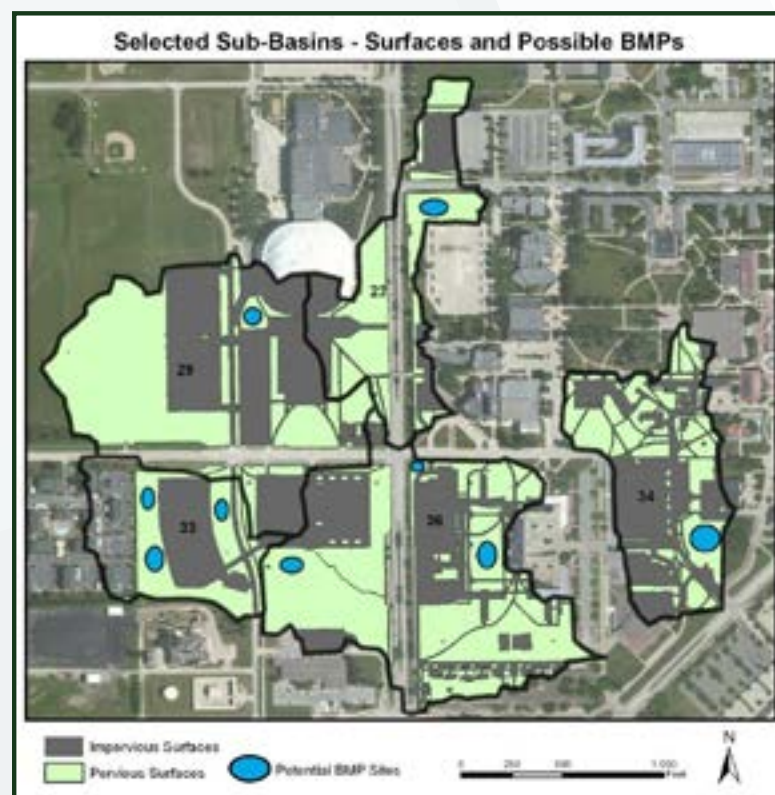 Selected Sub-Basins - Surfaces and Possible BMPs
27
29
34
33
36
Impervious Surfaces
Pervious Surfaces
Potential BMP Sites
0 250 500 1 000
Feet
N